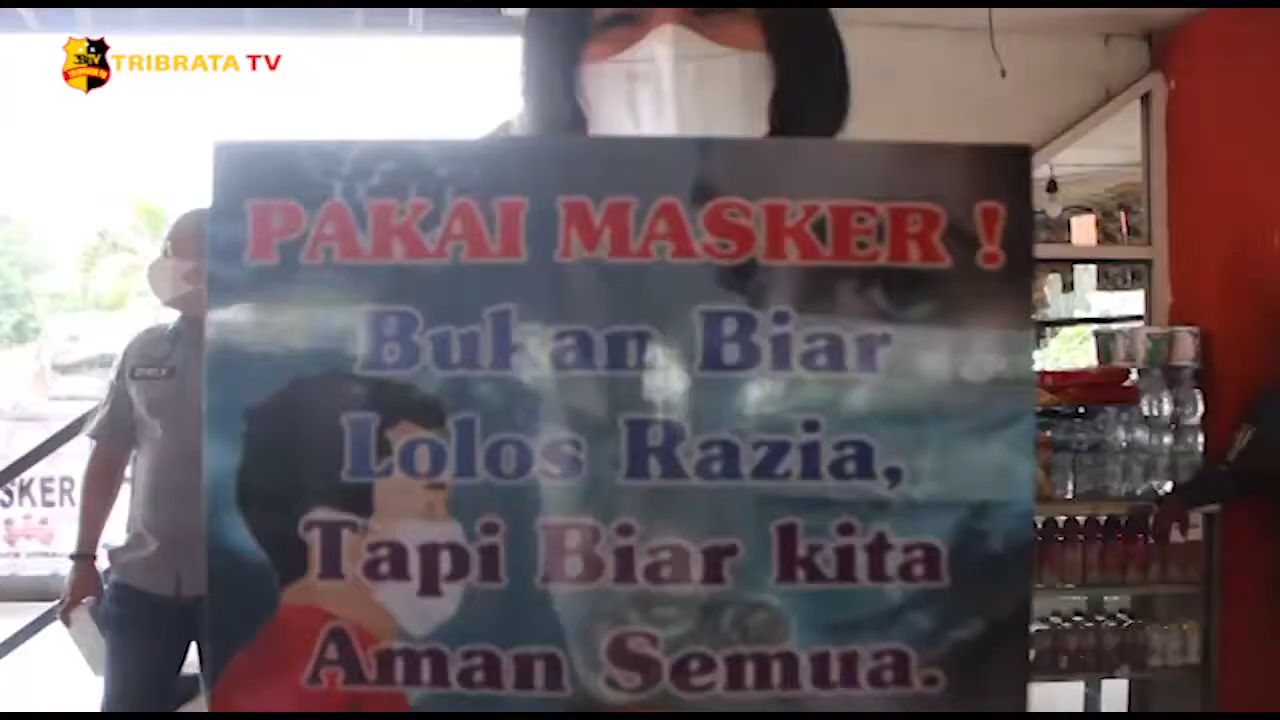 TRIBRATA TV
PAKAI MASKER !
Bukan Biar
Lolos Razia,
Tapi Biar kita
Aman Semua.
SKER